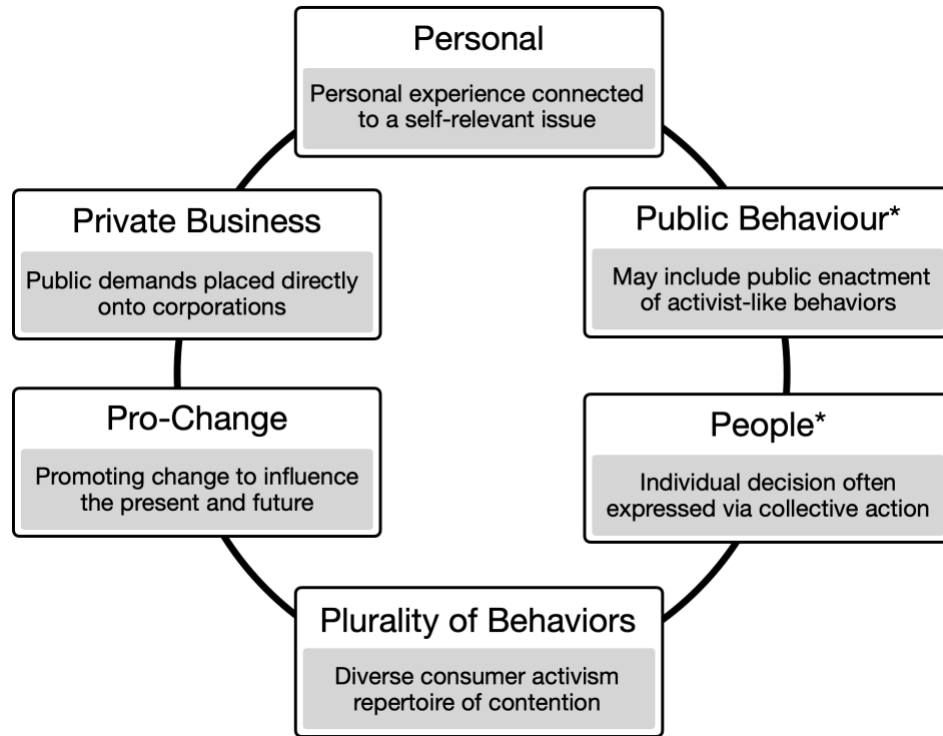 Personal
Personal experience connected
to a self-relevant issue
Private Business
Public demands placed directly
onto corporations
Public Behaviour*
May include public enactment
of activist-like behaviors
Pro-Change
Promoting change to influence
the present and future
People*
Individual decision often
expressed via collective action
Plurality of Behaviors
Diverse consumer activism
repertoire of contention